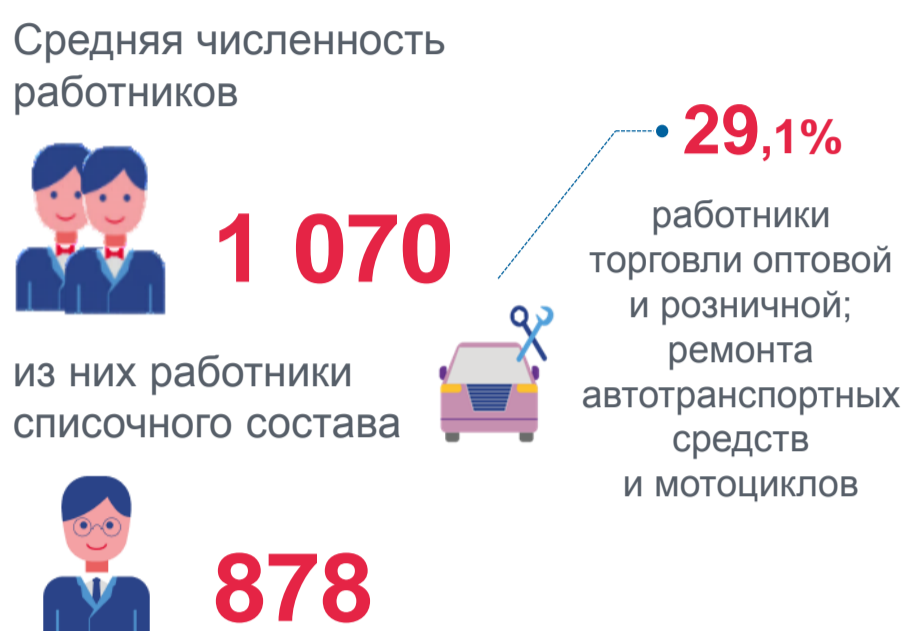 Средняя численность
работников
1 070
29,1%
работники
торговли оптовой
и розничной;
ремонта
автотранспортных
средств
и мотоциклов
из них работники
списочного состава
878